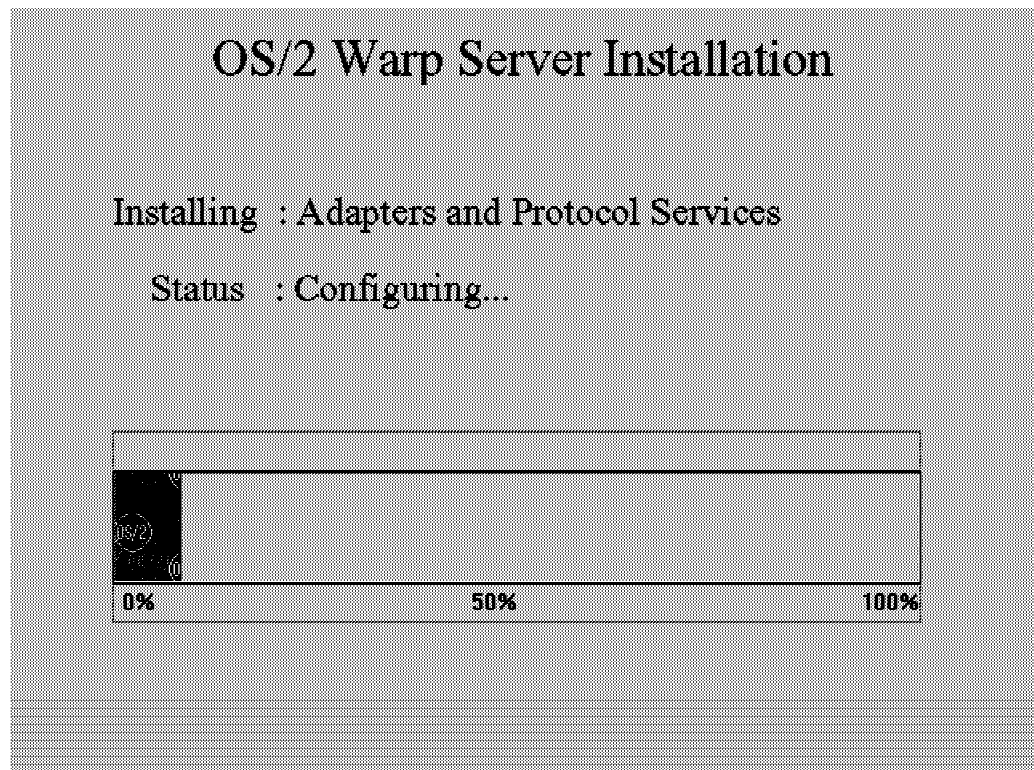 OS/2 Warp Server Installation
Installing : Adapters and Protocol Services
Status : Configuring...
OS/2
0% 50% 100%